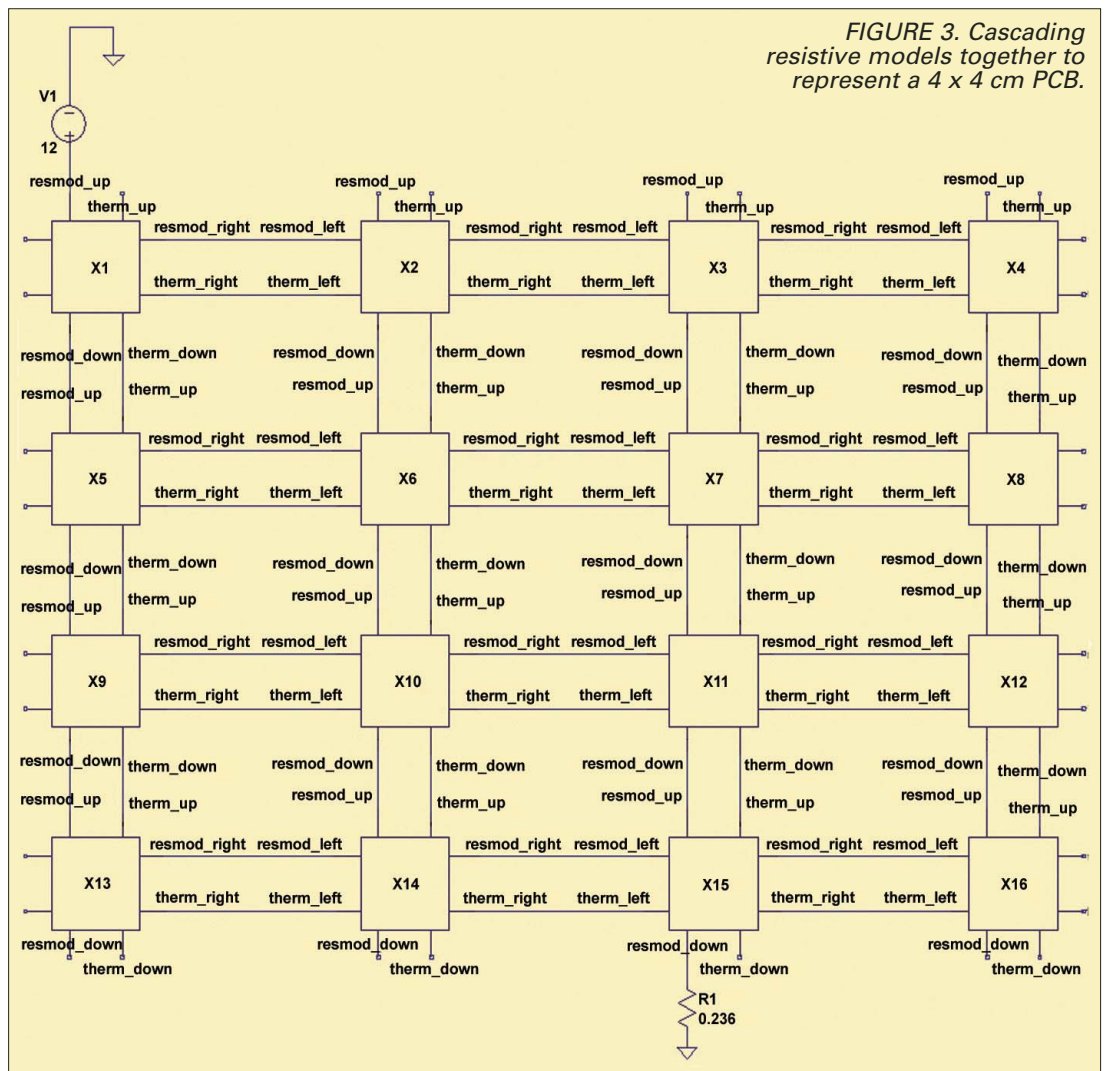 FIGURE 3. Cascading
resistive models together to
represent a 4 x 4 cm PCB.
V1
12
resmod_up resmod_up resmod_up resmod_up
therm_up therm_up therm_up therm_up
resmod_right resmod_left resmod_right resmod_left resmod_right resmod_left
X1 X2 X3 X4
therm_right therm_left therm_right therm_left therm_right therm_left
resmod_down therm_down resmod_down therm_down resmod_down therm_down resmod_down therm_down
resmod_up therm_up resmod_up therm_up resmod_up therm_up resmod_up therm_up
resmod_right resmod_left resmod_right resmod_left resmod_right resmod_left
X5 X6 X7 X8
therm_right therm_left therm_right therm_left therm_right therm_left
resmod_down therm_down resmod_down therm_down resmod_down therm_down resmod_down therm_down
resmod_up therm_up resmod_up therm_up resmod_up therm_up resmod_up therm_up
resmod_right resmod_left resmod_right resmod_left resmod_right resmod_left
X9 X10 X11 X12
therm_right therm_left therm_right therm_left therm_right therm_left
resmod_down therm_down resmod_down therm_down resmod_down therm_down resmod_down therm_down
resmod_up therm_up resmod_up therm_up resmod_up therm_up resmod_up therm_up
resmod_right resmod_left resmod_right resmod_left resmod_right resmod_left
X13 X14 X15 X16
therm_right therm_left therm_right therm_left therm_right therm_left
resmod_down resmod_down resmod_down resmod_down
therm_down therm_down therm_down therm_down
R1
0.236